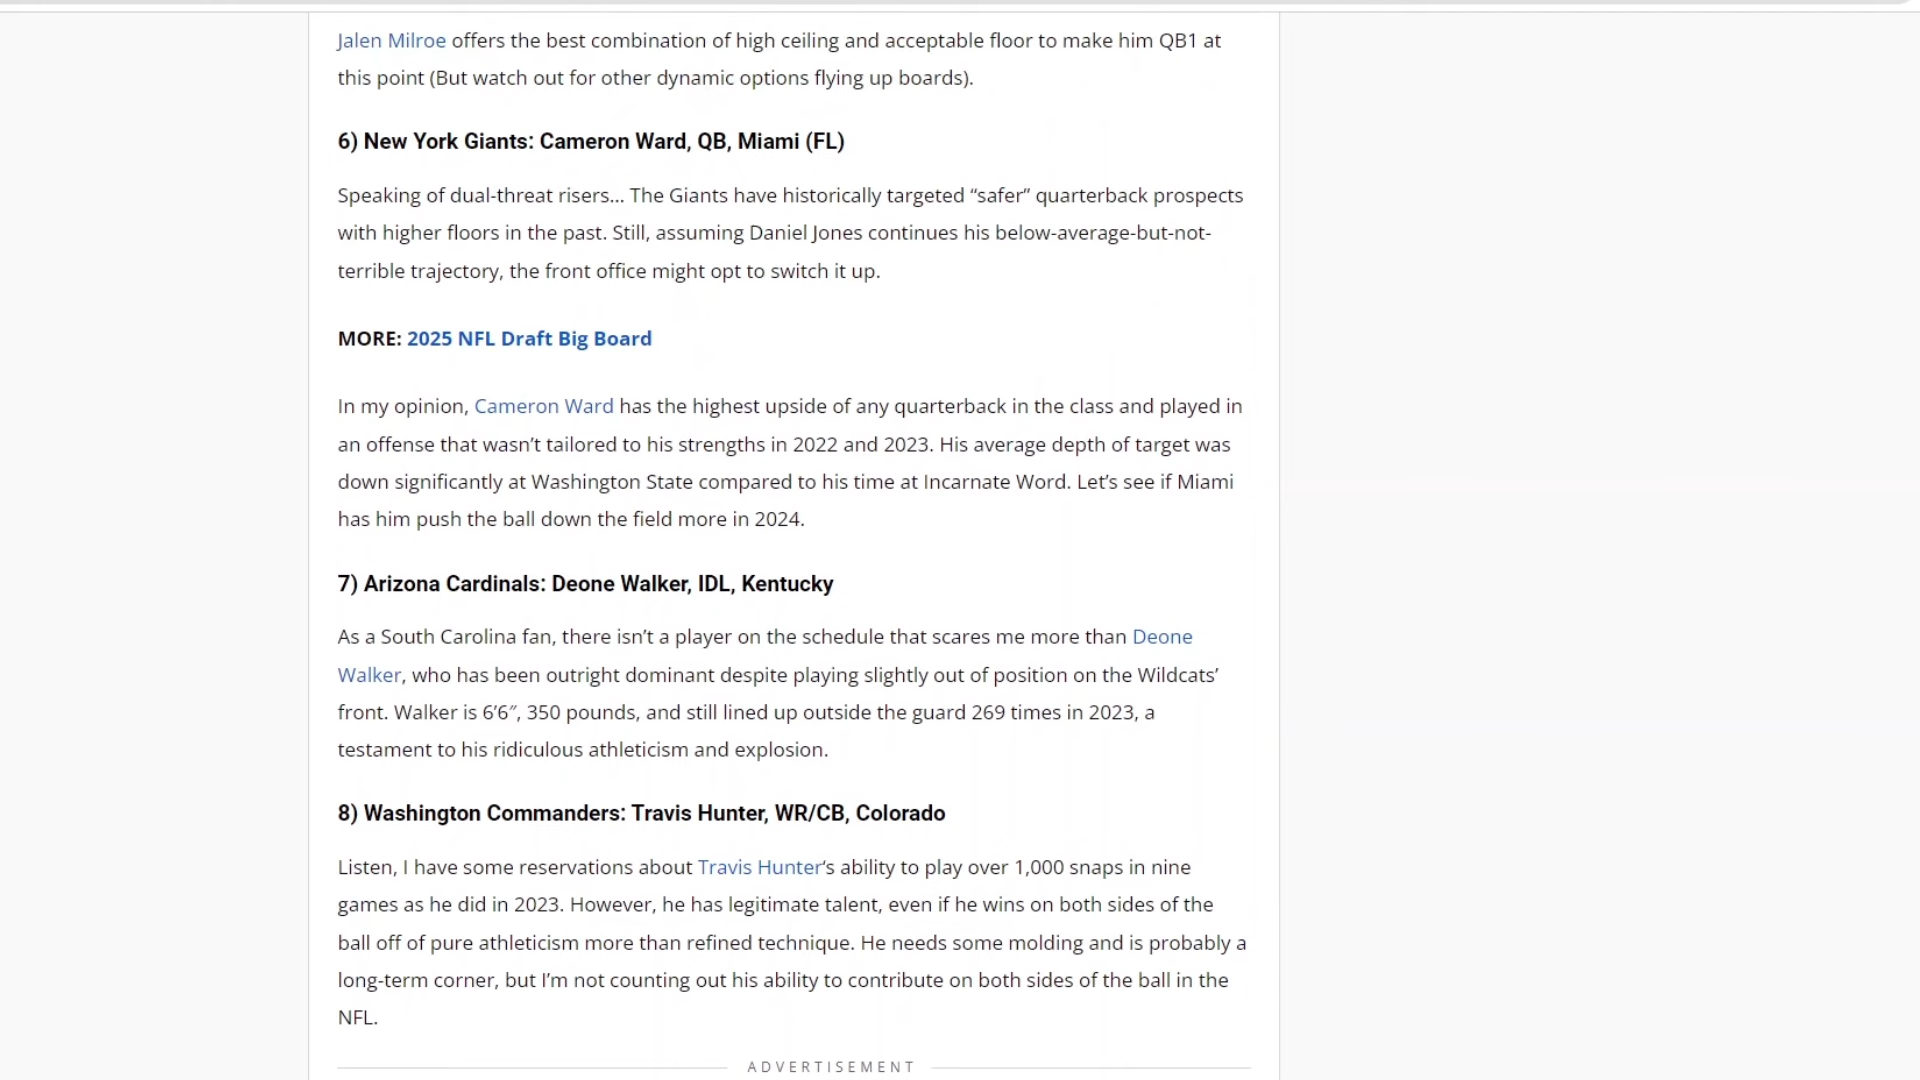 Jalen Milroe offers the best combination of high ceiling and acceptable floor to make him QB1 at
this point (But watch out for other dynamic options flying up boards).
6) New York Giants: Cameron Ward, QB, Miami (FL)
Speaking of dual-threat risers... The Giants have historically targeted “safer” quarterback prospects
with higher floors in the past. Still, assuming Daniel Jones continues his below-average-but-not-
terrible trajectory, the front office might opt to switch it up.
MORE: 2025 NFL Draft Big Board
In my opinion, Cameron Ward has the highest upside of any quarterback in the class and played in
an offense that wasn’t tailored to his strengths in 2022 and 2023. His average depth of target was
down significantly at Washington State compared to his time at Incarnate Word. Let’s see if Miami
has him push the ball down the field more in 2024.
7) Arizona Cardinals: Deone Walker, IDL, Kentucky
As a South Carolina fan, there isn’t a player on the schedule that scares me more than Deone
Walker, who has been outright dominant despite playing slightly out of position on the Wildcats’
front. Walker is 6’6″, 350 pounds, and still lined up outside the guard 269 times in 2023, a
testament to his ridiculous athleticism and explosion.
8) Washington Commanders: Travis Hunter, WR/CB, Colorado
Listen, I have some reservations about Travis Hunter‘s ability to play over 1,000 snaps in nine
games as he did in 2023. However, he has legitimate talent, even if he wins on both sides of the
ball off of pure athleticism more than refined technique. He needs some molding and is probably a
long-term corner, but I’m not counting out his ability to contribute on both sides of the ball in the
NFL.
ADVERTISEMENT